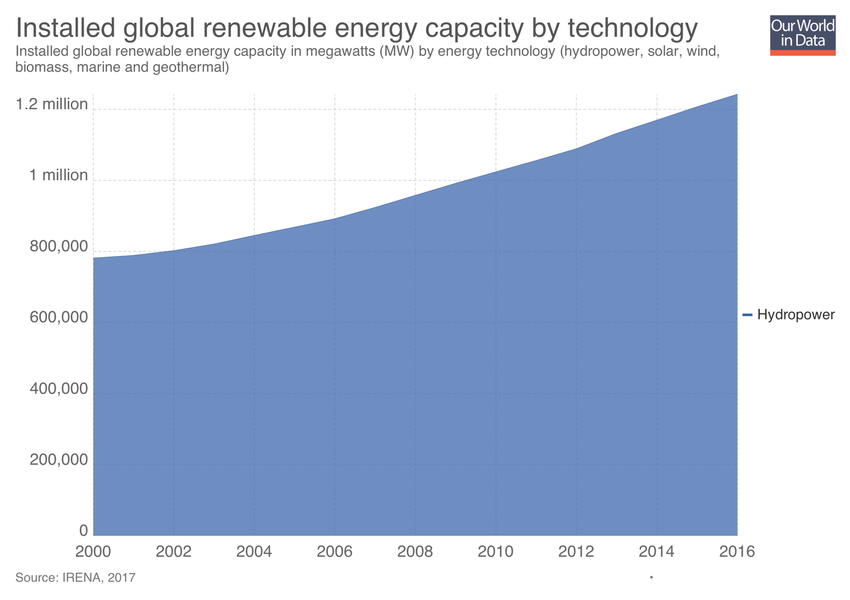 Installed global renewable energy capacity by technology
Installed global renewable energy capacity in megawatts (MW) by energy technology (hydropower, solar, wind,
biomass, marine and geothermal)
Our World
in Data
1.2 million
1 million
800,000
600,000
400,000
200,000
0
Hydropower
2000 2002 2004 2006 2008 2010 2012 2014 2016
Source: IRENA, 2017